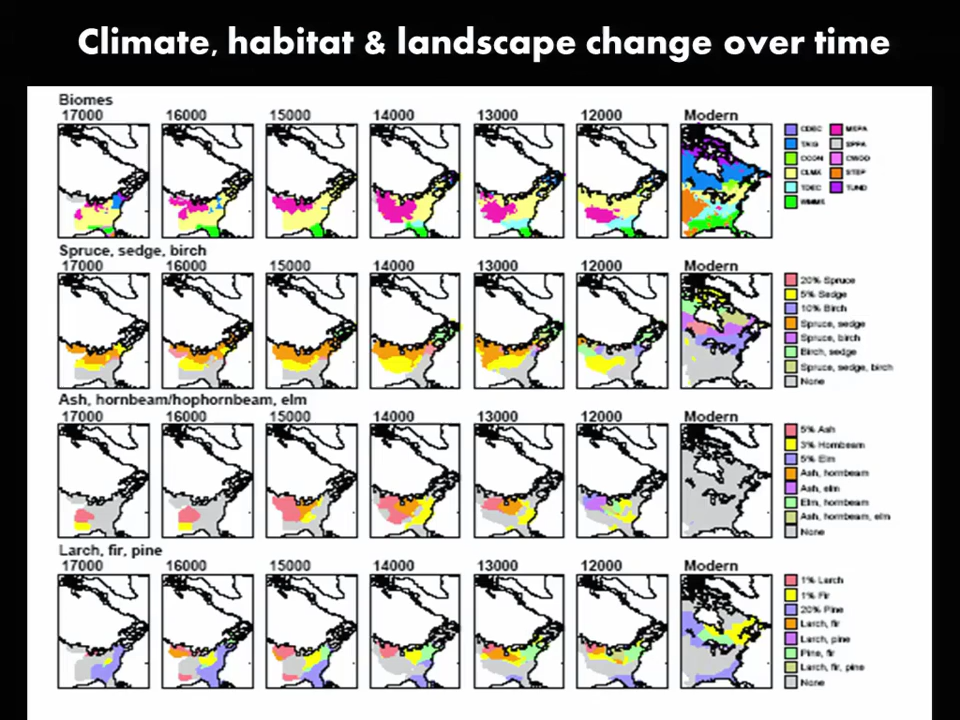 Climate, habitat & landscape change over time
Biomes
17000 16000 15000 14000 13000 12000 Modern
CDEC MXPA
TAIG SPPA
CCON CWOD
CLMX STEP
TDEC TUND
WMMX
Spruce, sedge, birch
17000 16000 15000 14000 13000 12000 Modern
20% Spruce
5% Sedge
10% Birch
Spruce, sedge
Spruce, birch
Birch, sedge
Spruce, sedge, birch
None
Ash, hornbeam/hophornbeam, elm
17000 16000 15000 14000 13000 12000 Modern
5% Ash
3% Hornbeam
5% Elm
Ash, hornbeam
Ash, elm
Elm, hornbeam
Ash, hornbeam, elm
None
Larch, fir, pine
17000 16000 15000 14000 13000 12000 Modern
1% Larch
1% Fir
20% Pine
Larch, fir
Larch, pine
Pine, fir
Larch, fir, pine
None